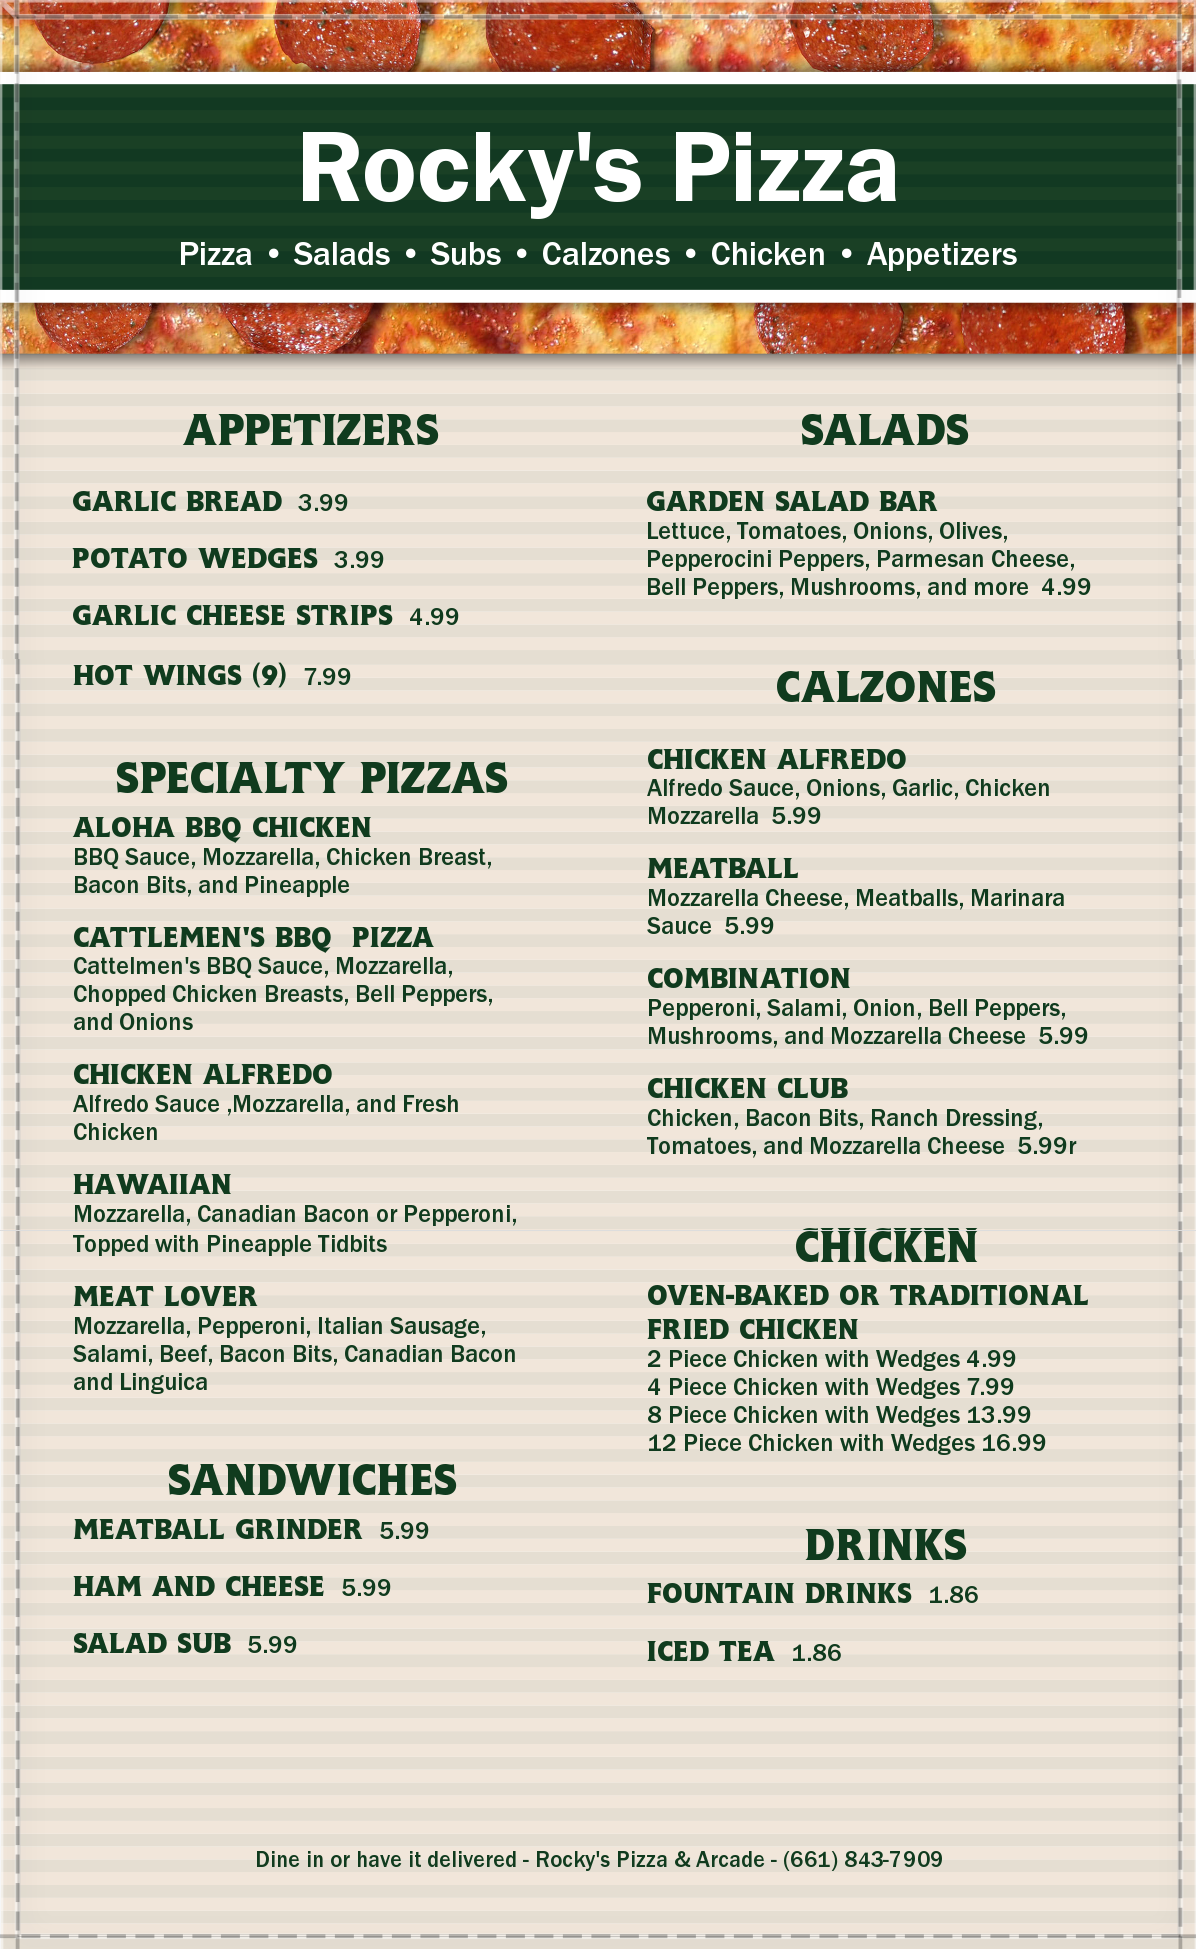 Rocky's Pizza
Pizza • Salads • Subs • Calzones • Chicken • Appetizers
APPETIZERS
GARLIC BREAD 3.99
POTATO WEDGES 3.99
GARLIC CHEESE STRIPS 4.99
HOT WINGS (9) 7.99
SPECIALTY PIZZAS
ALOHA BBQ CHICKEN
BBQ Sauce, Mozzarella, Chicken Breast,
Bacon Bits, and Pineapple
CATTLEMEN'S BBQ PIZZA
Cattelmen's BBQ Sauce, Mozzarella,
Chopped Chicken Breasts, Bell Peppers,
and Onions
CHICKEN ALFREDO
Alfredo Sauce ,Mozzarella, and Fresh
Chicken
HAWAIIAN
Mozzarella, Canadian Bacon or Pepperoni,
Topped with Pineapple Tidbits
MEAT LOVER
Mozzarella, Pepperoni, Italian Sausage,
Salami, Beef, Bacon Bits, Canadian Bacon
and Linguica
SANDWICHES
MEATBALL GRINDER 5.99
HAM AND CHEESE 5.99
SALAD SUB 5.99
SALADS
GARDEN SALAD BAR
Lettuce, Tomatoes, Onions, Olives,
Pepperocini Peppers, Parmesan Cheese,
Bell Peppers, Mushrooms, and more 4.99
CALZONES
CHICKEN ALFREDO
Alfredo Sauce, Onions, Garlic, Chicken
Mozzarella 5.99
MEATBALL
Mozzarella Cheese, Meatballs, Marinara
Sauce 5.99
COMBINATION
Pepperoni, Salami, Onion, Bell Peppers,
Mushrooms, and Mozzarella Cheese 5.99
CHICKEN CLUB
Chicken, Bacon Bits, Ranch Dressing,
Tomatoes, and Mozzarella Cheese 5.99r
CHICKEN
OVEN-BAKED OR TRADITIONAL
FRIED CHICKEN
2 Piece Chicken with Wedges 4.99
4 Piece Chicken with Wedges 7.99
8 Piece Chicken with Wedges 13.99
12 Piece Chicken with Wedges 16.99
DRINKS
FOUNTAIN DRINKS 1.86
ICED TEA 1.86
Dine in or have it delivered - Rocky's Pizza & Arcade - (661) 843-7909